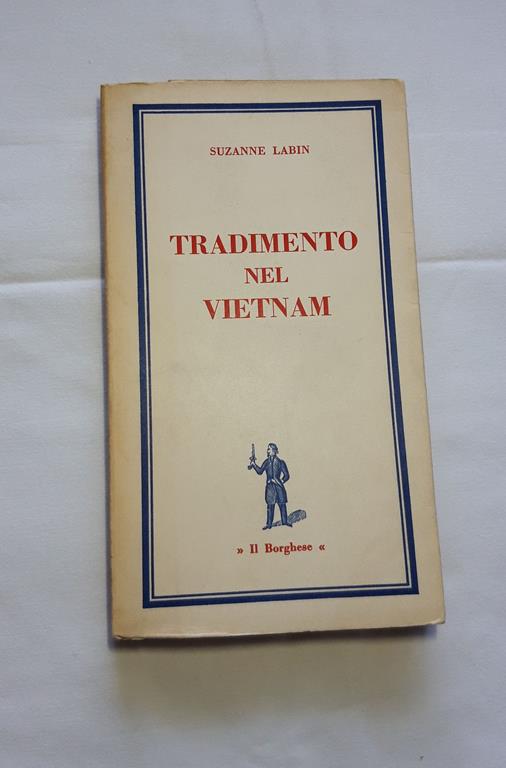 SUZANNE LABIN
TRADIMENTO
NEL
VIETNAM
» Il Borghese «